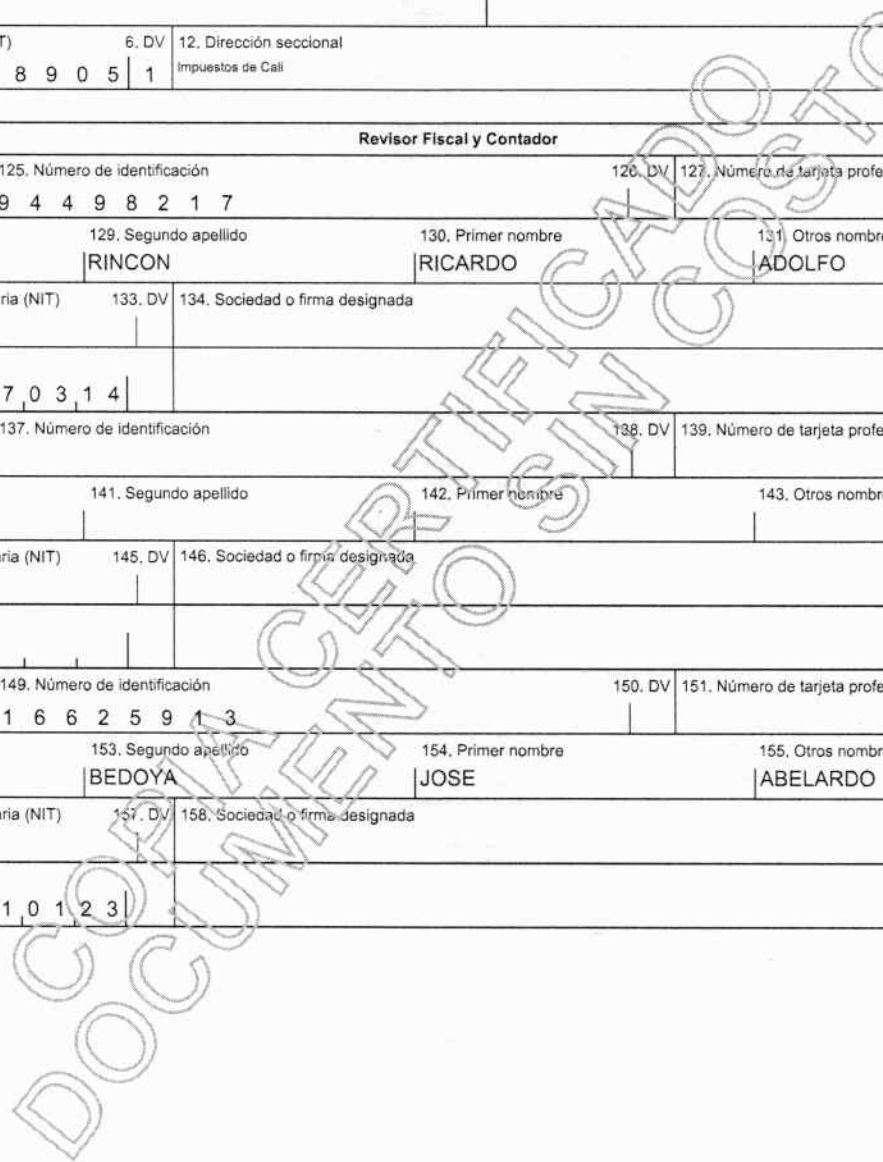 T) 6. DV 12. Dirección seccional
8 9 0 5 1 Impuestos de Cali
Revisor Fiscal y Contador
125. Número de identificación 126. DV 127. Número de tarjeta profe
9 4 4 9 8 2 1 7
129. Segundo apellido 130. Primer nombre 131. Otros nombre
RINCON RICARDO ADOLFO
ria (NIT) 133. DV 134. Sociedad o firma designada
7 0 3 1 4
137. Número de identificación 138. DV 139. Número de tarjeta profe
141. Segundo apellido 142. Primer nombre 143. Otros nombre
ria (NIT) 145. DV 146. Sociedad o firma designada
149. Número de identificación 150. DV 151. Número de tarjeta profe
1 6 6 2 5 9 1 3
153. Segundo apellido 154. Primer nombre 155. Otros nombr
BEDOYA JOSE ABELARDO
ria (NIT) 157. DV 158. Sociedad o firma designada
1 0 1 2 3
COPIA CERTIFICADO
DOCUMENTO SIN COSTO